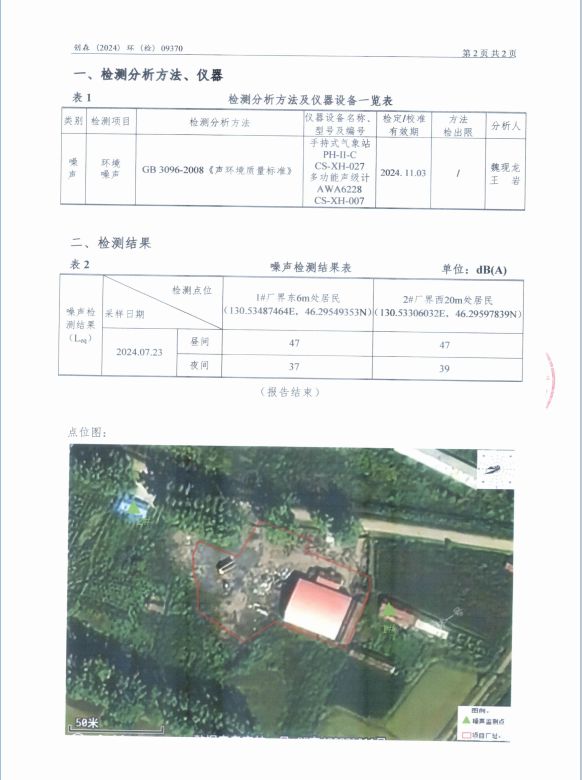 创森（2024）环（检）09370
第2页共2页
一、检测分析方法、仪器
表1
检测分析方法及仪器设备一览表
类别
检测项目
检测分析方法
仪器设备名称、
型号及编号
检定/校准
有效期
方法
检出限
分析人
噪
声
环境
噪声
GB 3096-2008《声环境质量标准》
手持式气象站
PH-II-C
CS-XH-027
多功能声级计
AWA6228
CS-XH-007
2024.11.03
/
魏现龙
王 岩
二、检测结果
表2
噪声检测结果表
单位：dB(A)
噪声检
测结果
（Leq）
检测点位
采样日期
1#厂界东6m处居民
（130.53487464E，46.29549353N）
2#厂界西20m处居民
（130.53306032E，46.29597839N）
2024.07.23
昼间
47
47
夜间
37
39
（报告结束）
点位图：
50米
图例：
噪声监测点
项目厂址